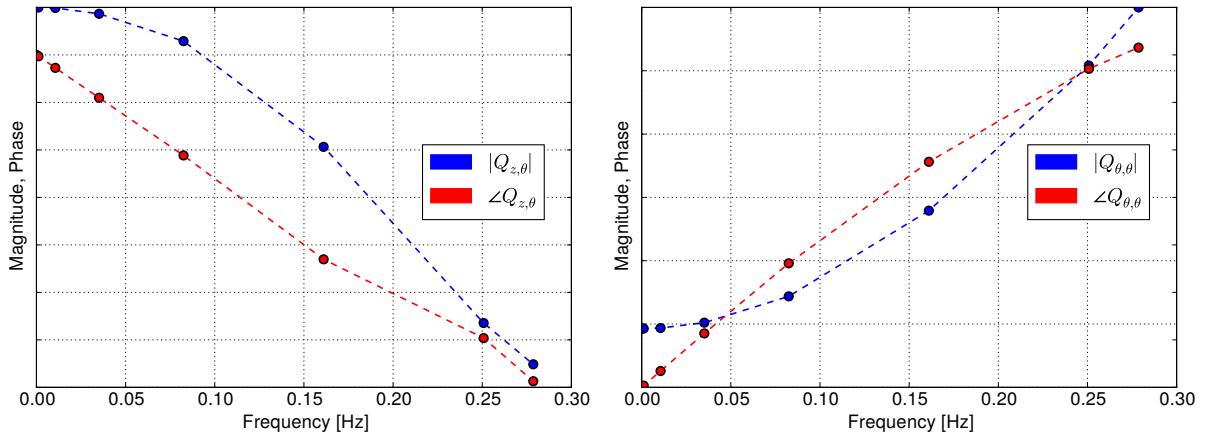 Magnitude, Phase
|Q_{z,θ}|
∠Q_{z,θ}
0.00 0.05 0.10 0.15 0.20 0.25 0.30
Frequency [Hz]
Magnitude, Phase
|Q_{θ,θ}|
∠Q_{θ,θ}
0.00 0.05 0.10 0.15 0.20 0.25 0.30
Frequency [Hz]